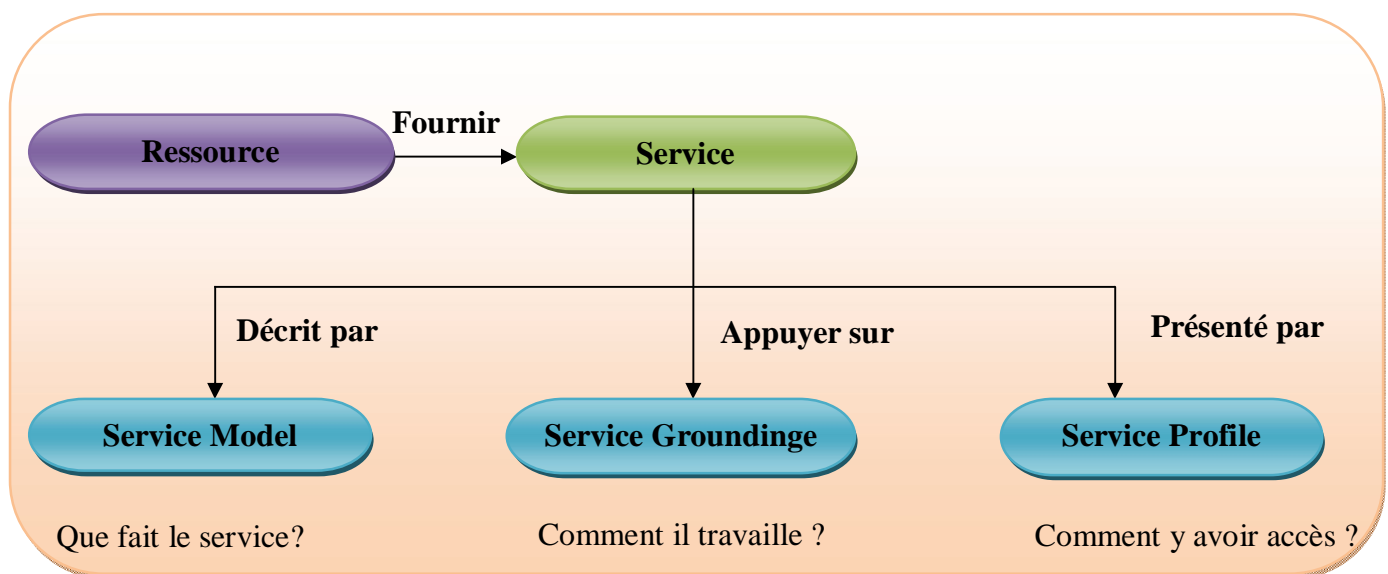 Fournir
Ressource
Service
Décrit par
Appuyer sur
Présenté par
Service Model
Service Groundinge
Service Profile
Que fait le service?
Comment il travaille ?
Comment y avoir accès ?